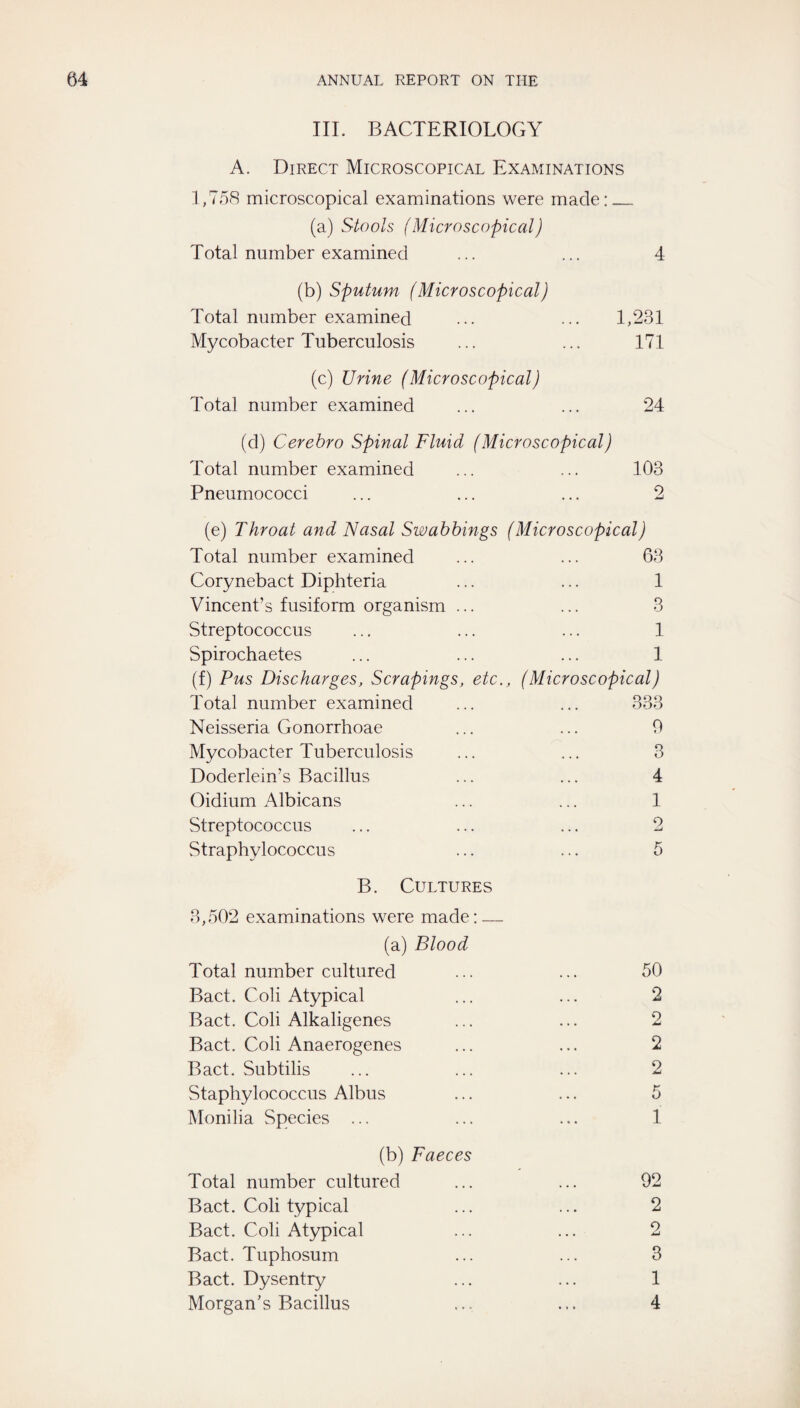 64 ANNUAL REPORT ON THE
III. BACTERIOLOGY
A. Direct Microscopical Examinations
1,758 microscopical examinations were made: —
(a) Stools (Microscopical)
Total number examined ... ... 4
(b) Sputum (Microscopical)
Total number examined ... ... 1,231
Mycobacter Tuberculosis ... ... 171
(c) Urine (Microscopical)
Total number examined ... ... 24
(d) Cerebro Spinal Fluid (Microscopical)
Total number examined ... ... 103
Pneumococci ... ... ... 2
(e) Throat and Nasal Swabbings (Microscopical)
Total number examined ... ... 63
Corynebact Diphteria ... ... 1
Vincent's fusiform organism ... ... 3
Streptococcus ... ... ... 1
Spirochaetes ... ... ... 1
(f) Pus Discharges, Scrapings, etc., (Microscopical)
Total number examined ... ... 333
Neisseria Gonorrhoae ... ... 9
Mycobacter Tuberculosis ... ... 3
Doderlein's Bacillus ... ... 4
Oidium Albicans ... ... 1
Streptococcus ... ... ... 2
Straphylococcus ... ... 5
B. Cultures
3,502 examinations were made: —
(a) Blood
Total number cultured ... ... 50
Bact. Coli Atypical ... ... 2
Bact. Coli Alkaligenes ... ... 2
Bact. Coli Anaerogenes ... ... 2
Bact. Subtilis ... ... ... 2
Staphylococcus Albus ... ... 5
Monilia Species ... ... ... 1
(b) Faeces
Total number cultured ... ... 92
Bact. Coli typical ... ... 2
Bact. Coli Atypical ... ... 2
Bact. Tuphosum ... ... 3
Bact. Dysentry ... ... 1
Morgan's Bacillus ... ... 4